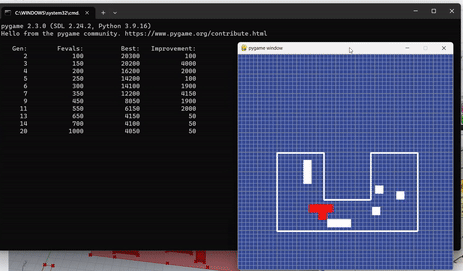 C:\WINDOWS\system32\cmd.
pygame 2.3.0 (SDL 2.24.2, Python 3.9.16)
Hello from the pygame community. https://www.pygame.org/contribute.html
Gen: Fevals: Best: Improvement:
2 100 20300 100
3 150 20200 4000
4 200 16200 2000
5 250 14200 100
6 300 14100 1900
7 350 12200 4150
9 450 8050 1900
11 550 6150 2000
13 650 4150 50
14 700 4100 50
20 1000 4050 50
pygame window